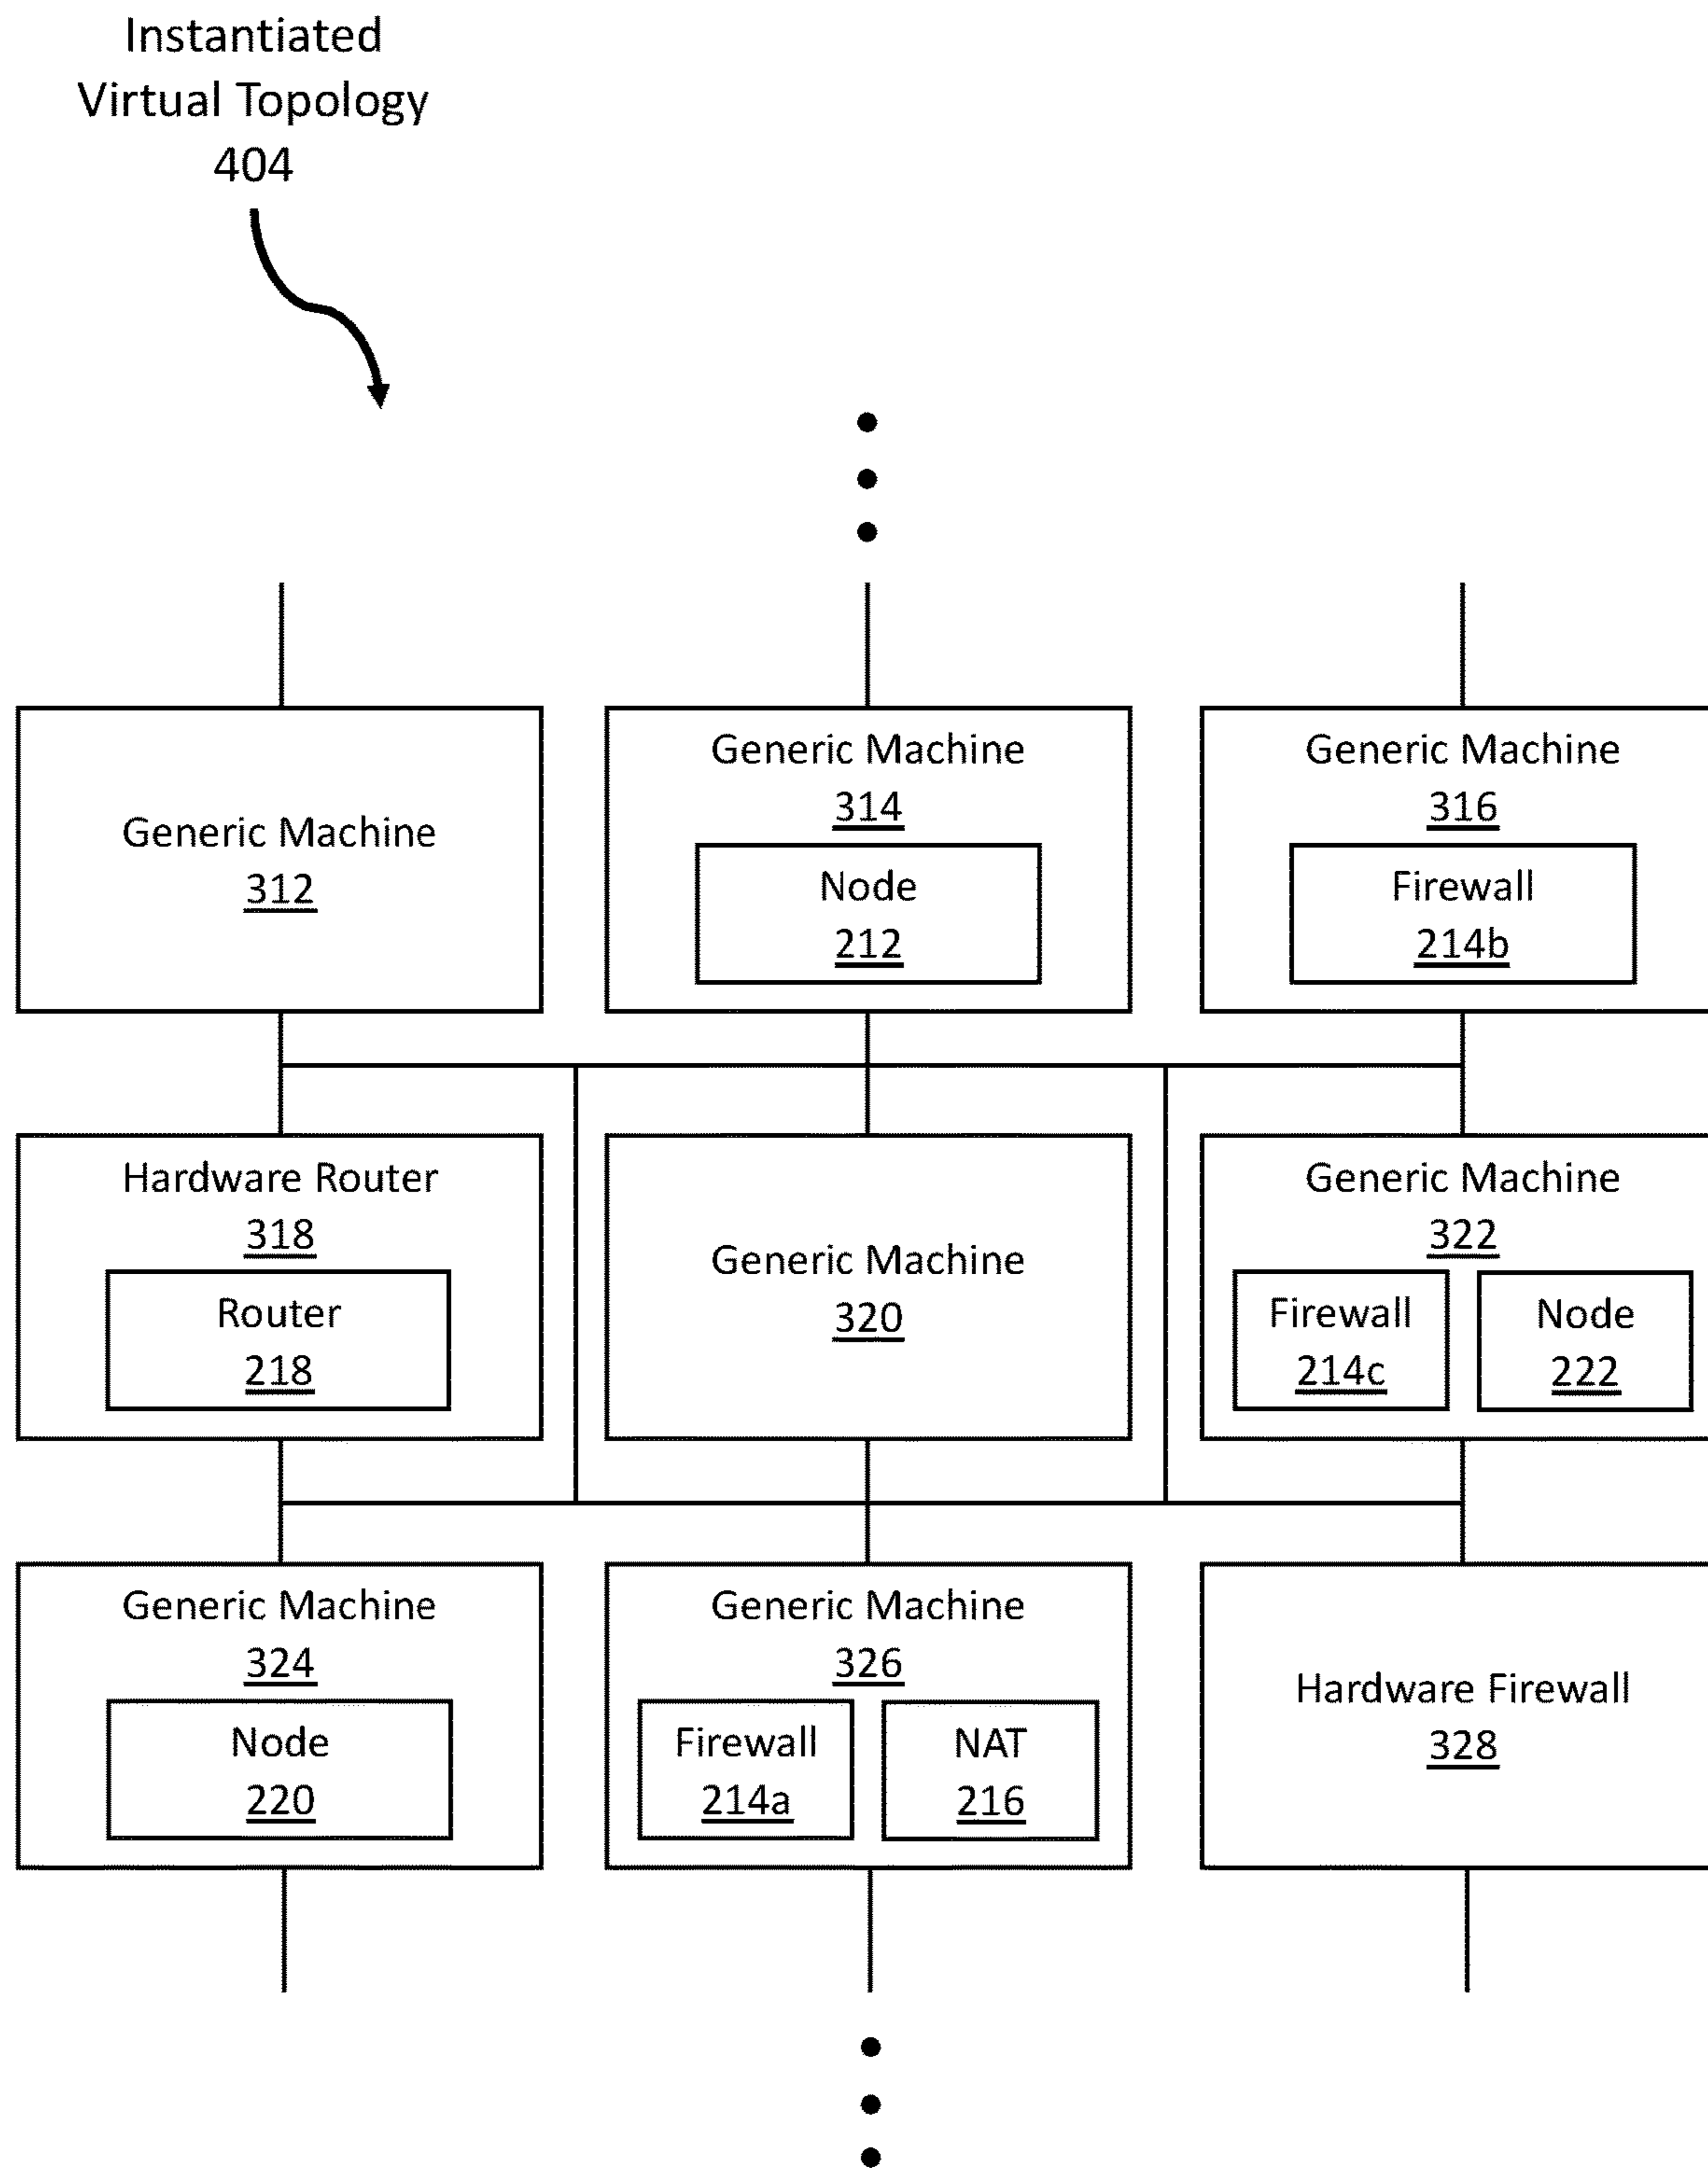 Instantiated
Virtual Topology
404
Generic Machine
312
Generic Machine
314
Node
212
Generic Machine
316
Firewall
214b
Hardware Router
318
Router
218
Generic Machine
320
Generic Machine
322
Firewall
214c
Node
222
Generic Machine
324
Node
220
Generic Machine
326
Firewall
214a
NAT
216
Hardware Firewall
328